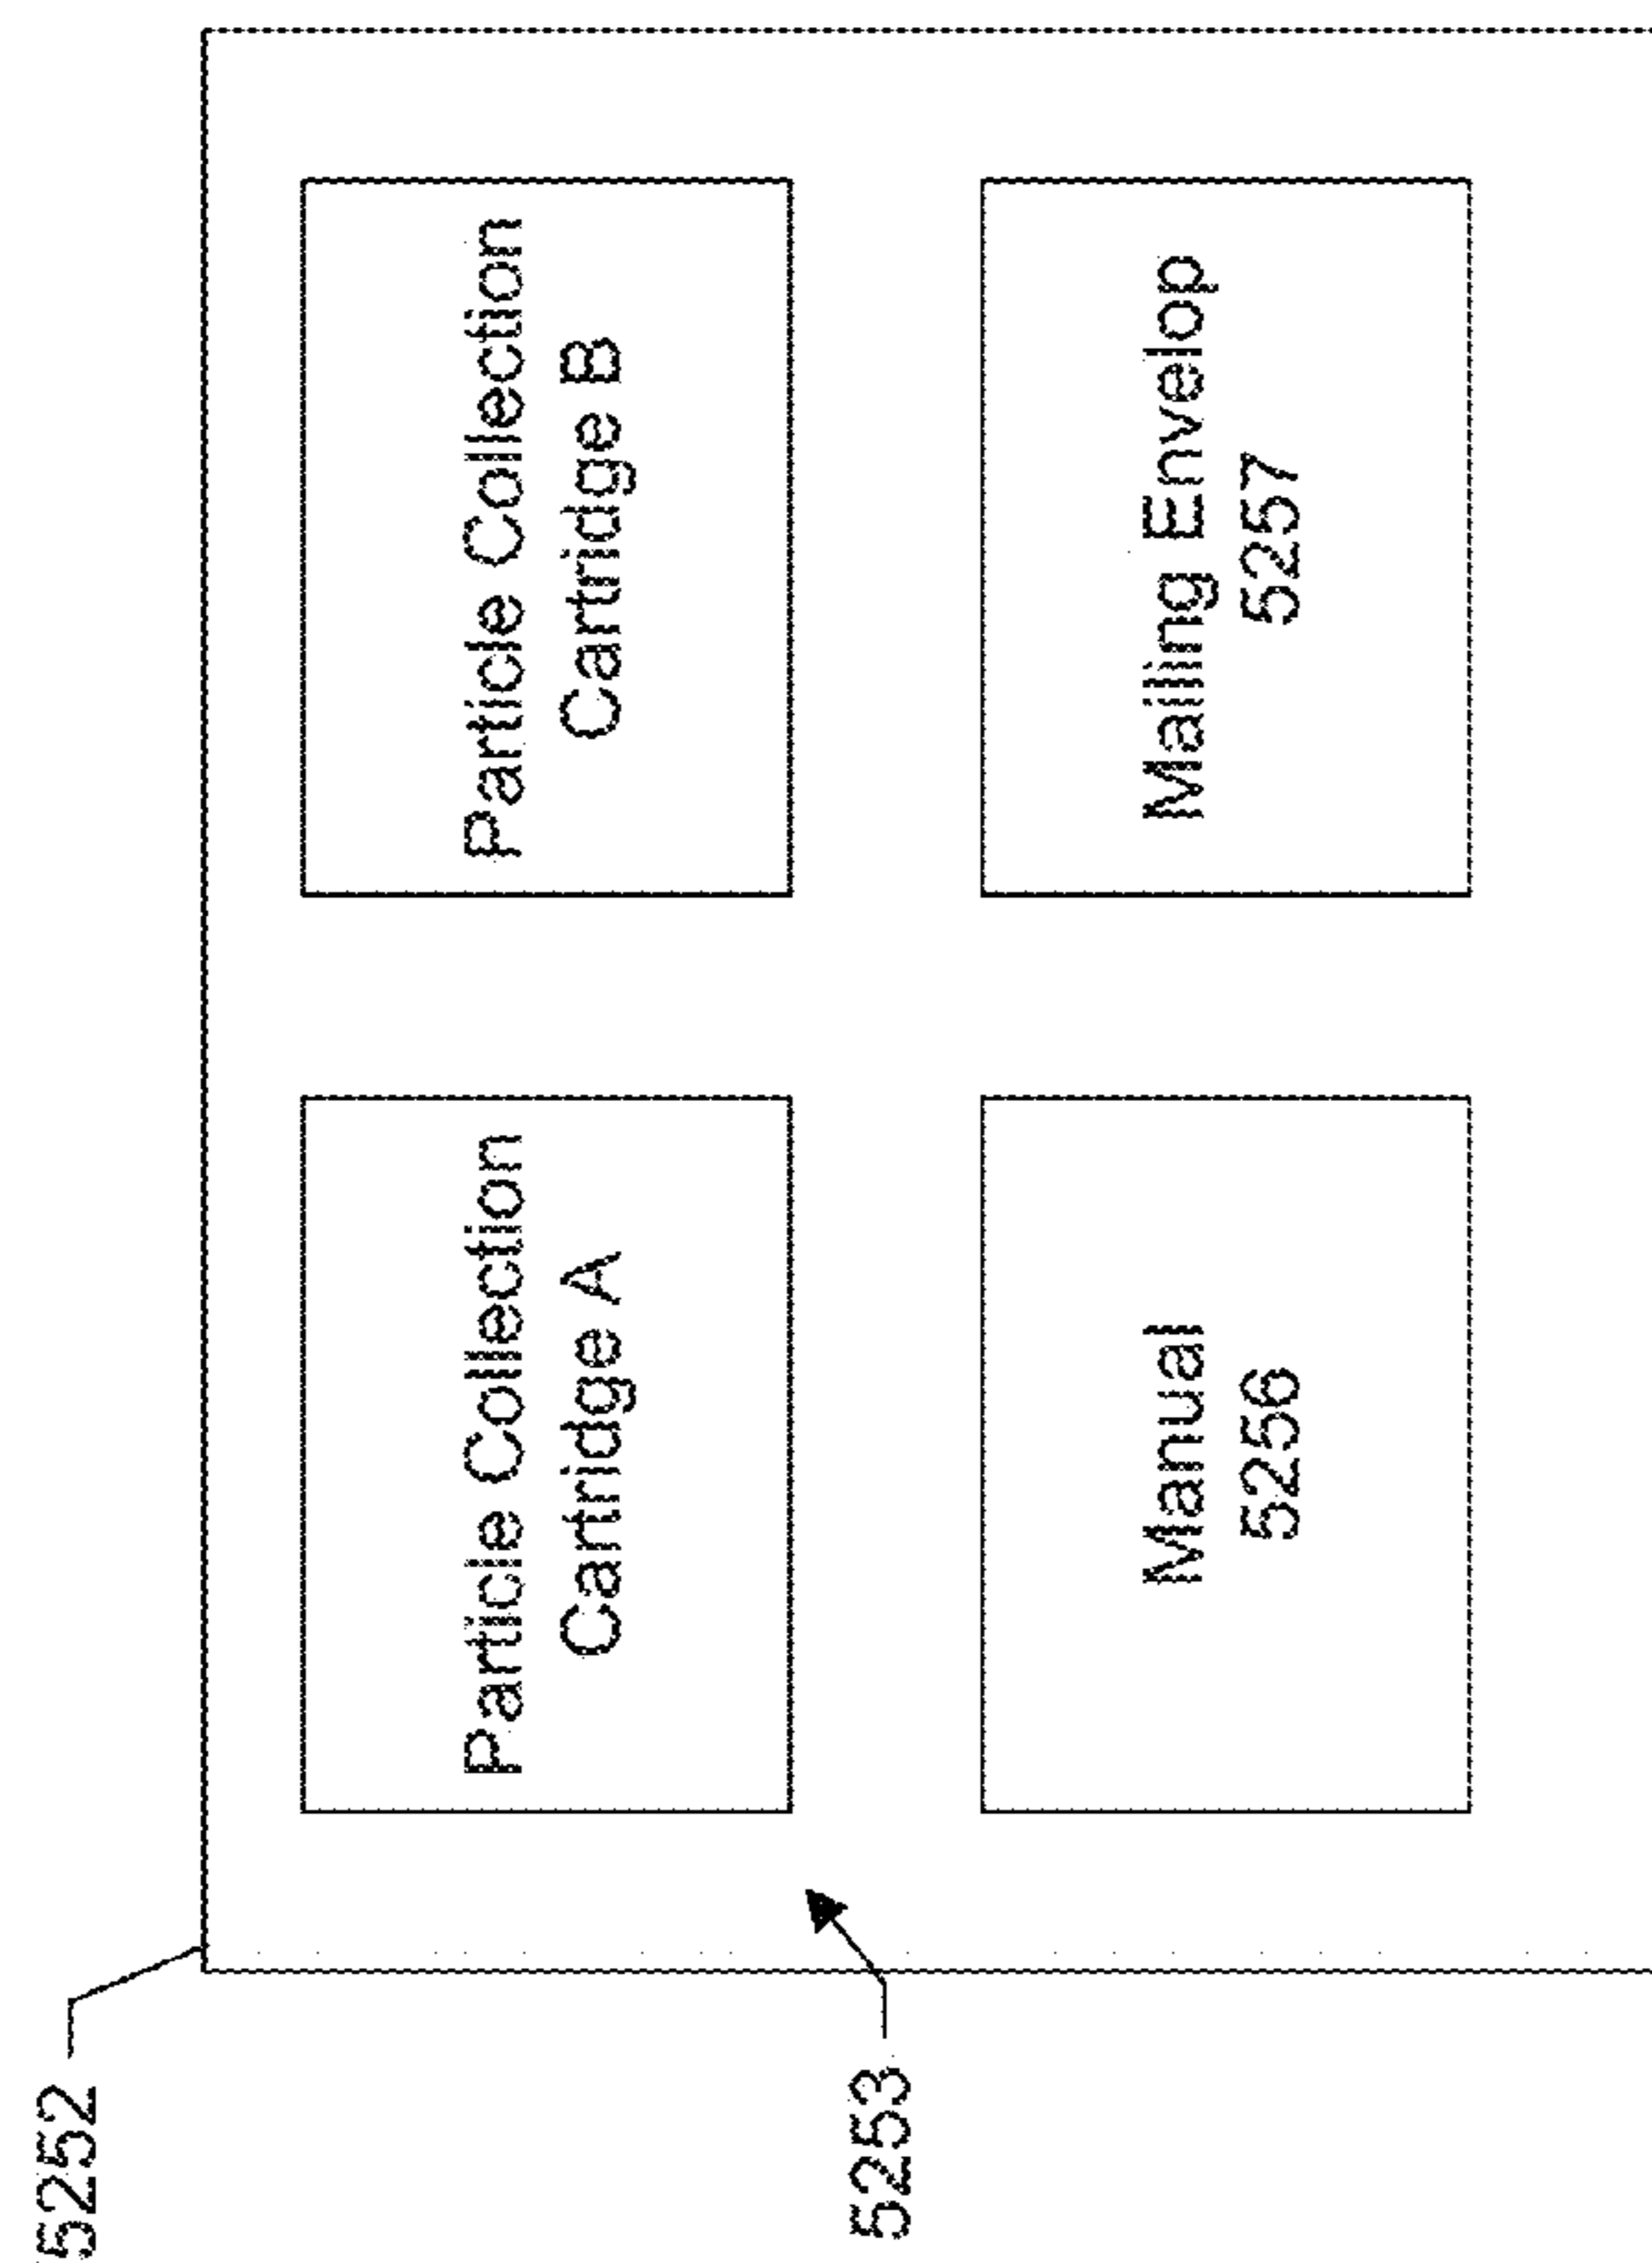 5252
Particle Collection
Cartridge A
Particle Collection
Cartridge B
5253
Manual
5256
Mailing Envelop
5257